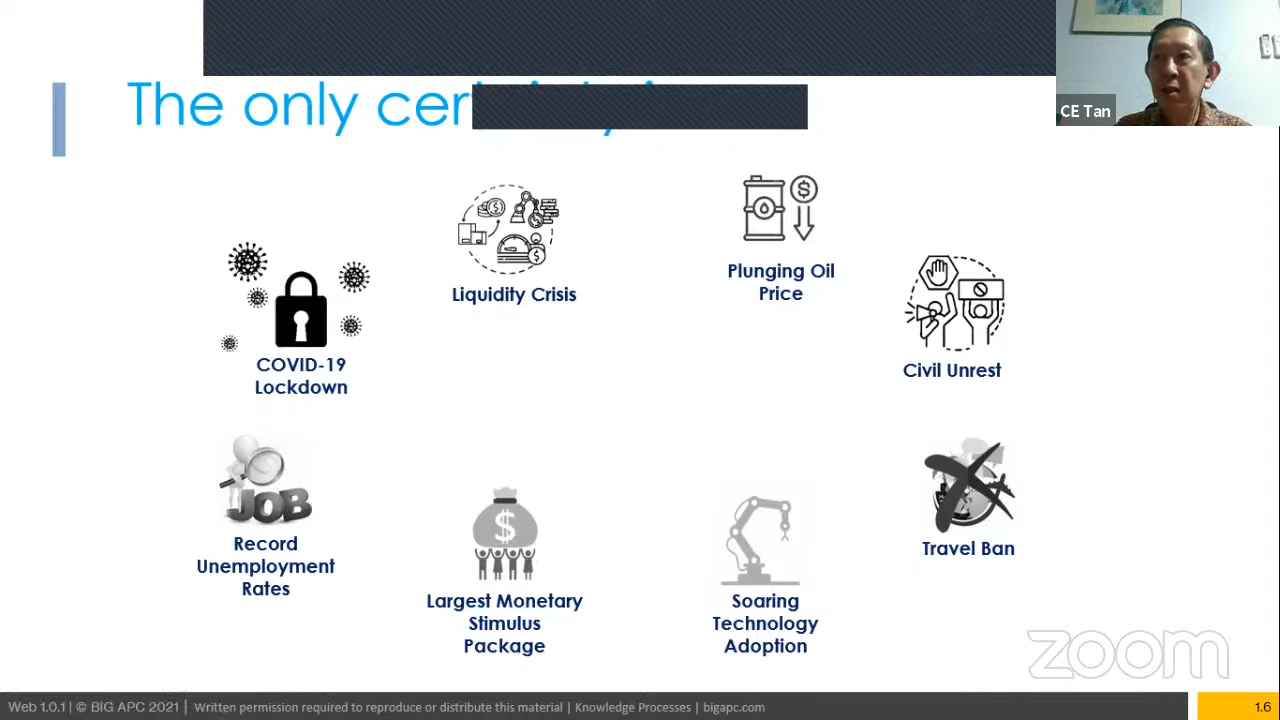 The only
CE Tan
Liquidity Crisis
Plunging Oil
Price
COVID-19
Lockdown
Civil Unrest
JOB
Record
Unemployment
Rates
Largest Monetary
Stimulus
Package
Soaring
Technology
Adoption
Travel Ban
zoom
Web 1.0.1 | © BIG APC 2021 | Written permission required to reproduce or distribute this material | Knowledge Processes | bigapc.com
1.6